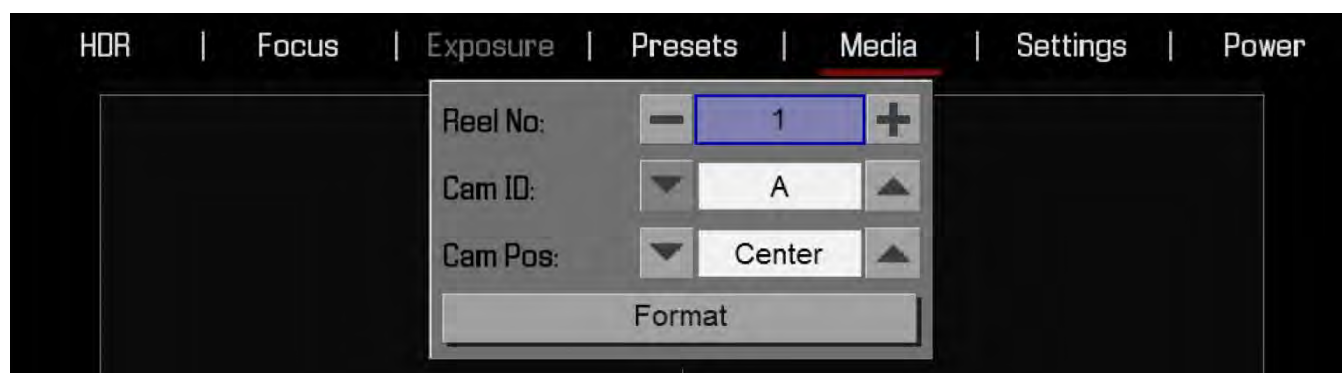 HDR | Focus | Exposure | Presets | Media | Settings | Power
Reel No: 1
Cam ID: A
Cam Pos: Center
Format